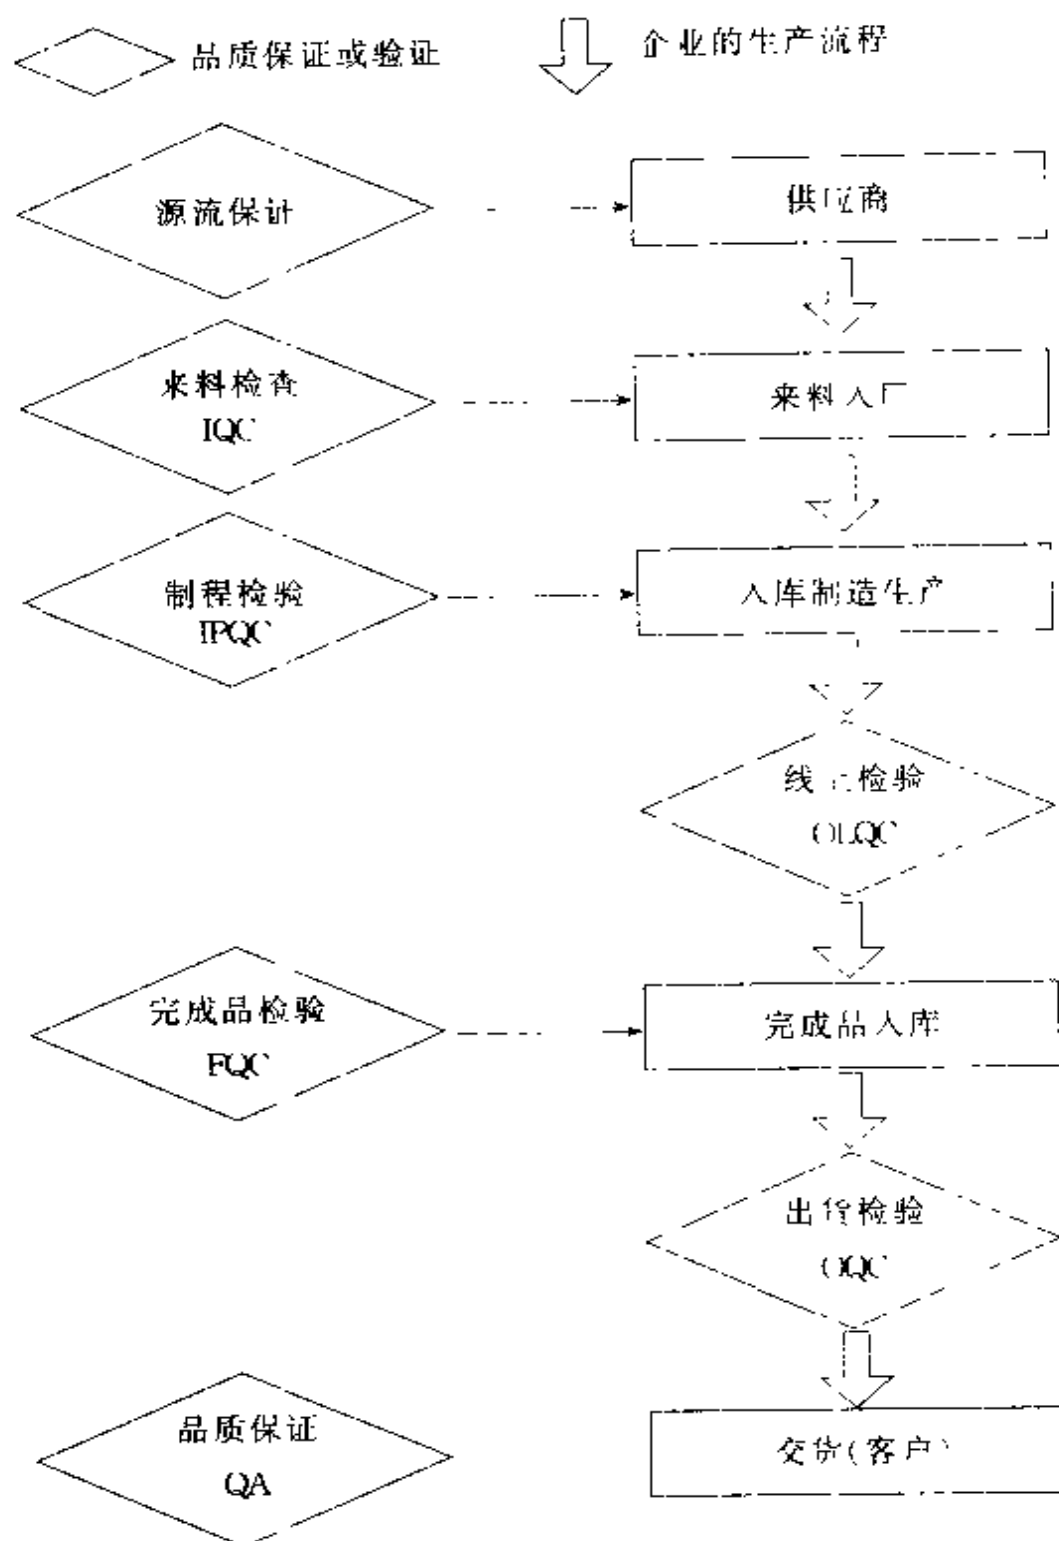 品质保证或验证
企业的生产流程
源流保证
供应商
来料检查
IQC
来料入厂
制程检验
IPQC
入库制造生产
线上检验
OLQC
完成品检验
FQC
完成品入库
出货检验
OQC
品质保证
QA
交货(客户)